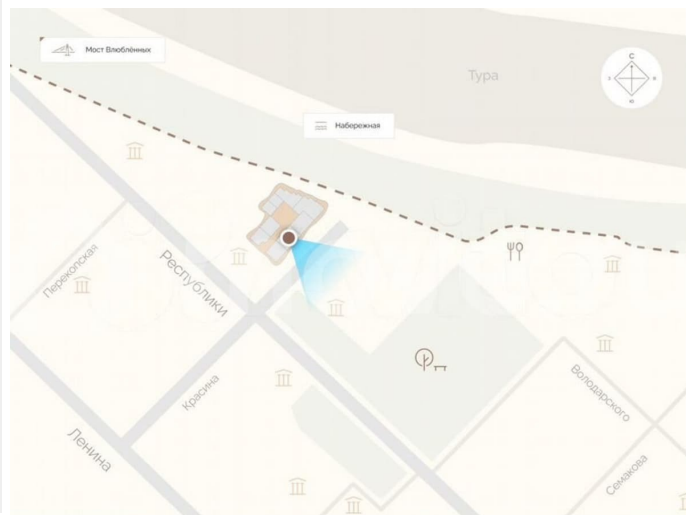 Мост Влюблённых
С
Тура
З
В
Ю
Набережная
Перекопская
Республики
Красина
Ленина
Володарского
Семакова